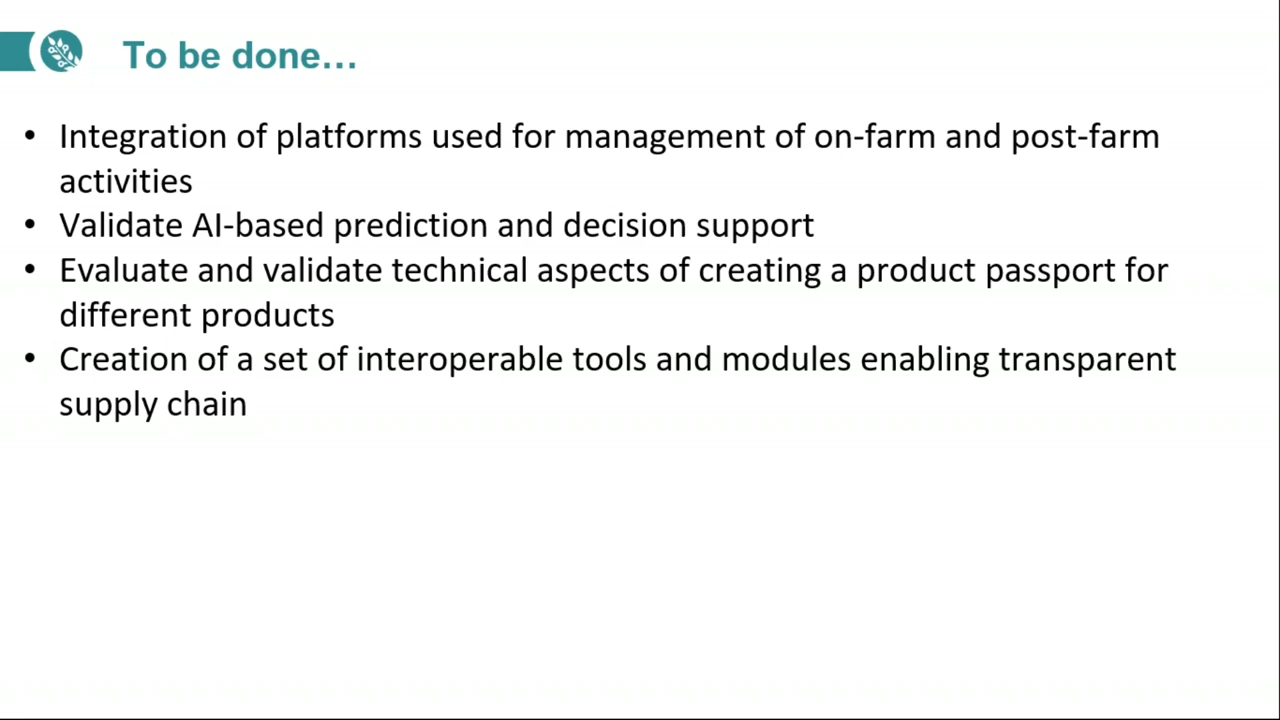 To be done...
• Integration of platforms used for management of on-farm and post-farm
activities
• Validate AI-based prediction and decision support
• Evaluate and validate technical aspects of creating a product passport for
different products
• Creation of a set of interoperable tools and modules enabling transparent
supply chain